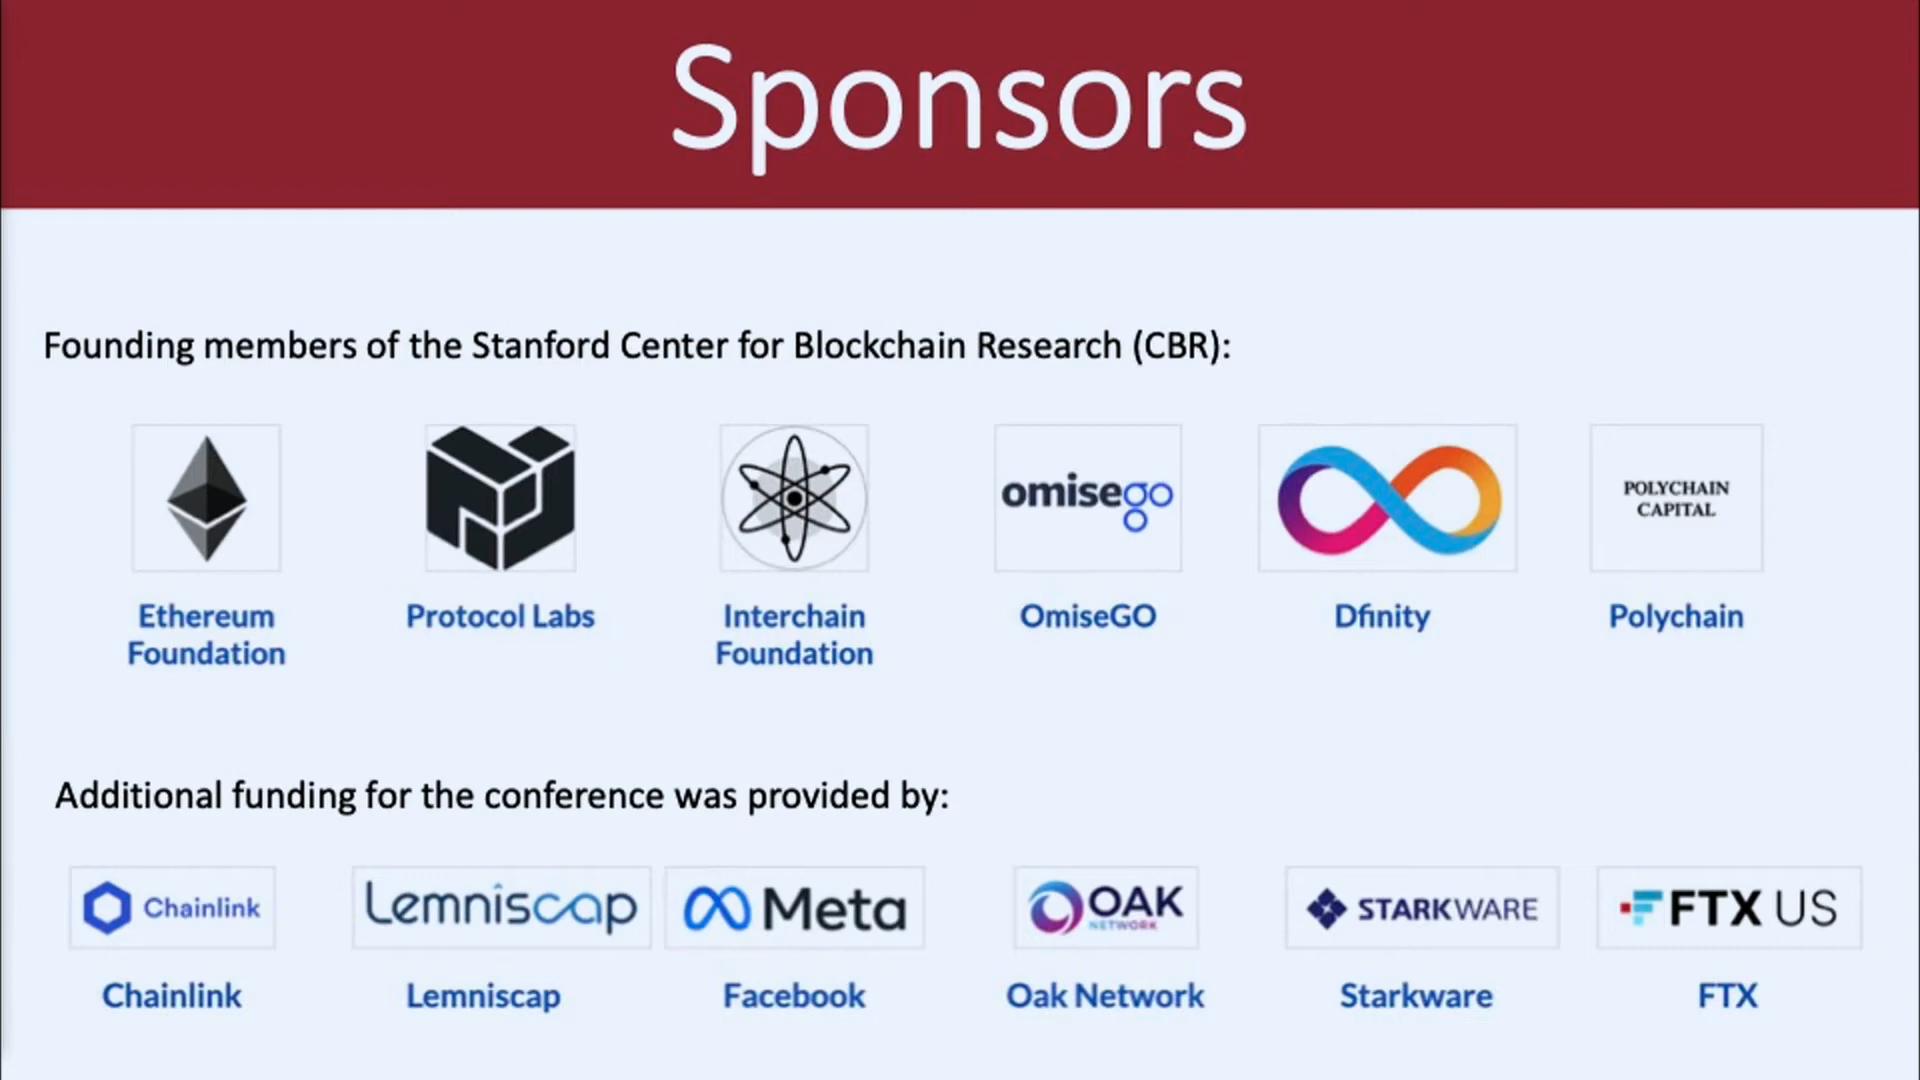 Sponsors
Founding members of the Stanford Center for Blockchain Research (CBR):
omisego
POLYCHAIN
CAPITAL
Ethereum
Foundation
Protocol Labs
Interchain
Foundation
OmiseGO
Dfinity
Polychain
Additional funding for the conference was provided by:
Chainlink
Lemniscap
Meta
OAK
NETWORK
STARKWARE
FTX US
Chainlink
Lemniscap
Facebook
Oak Network
Starkware
FTX